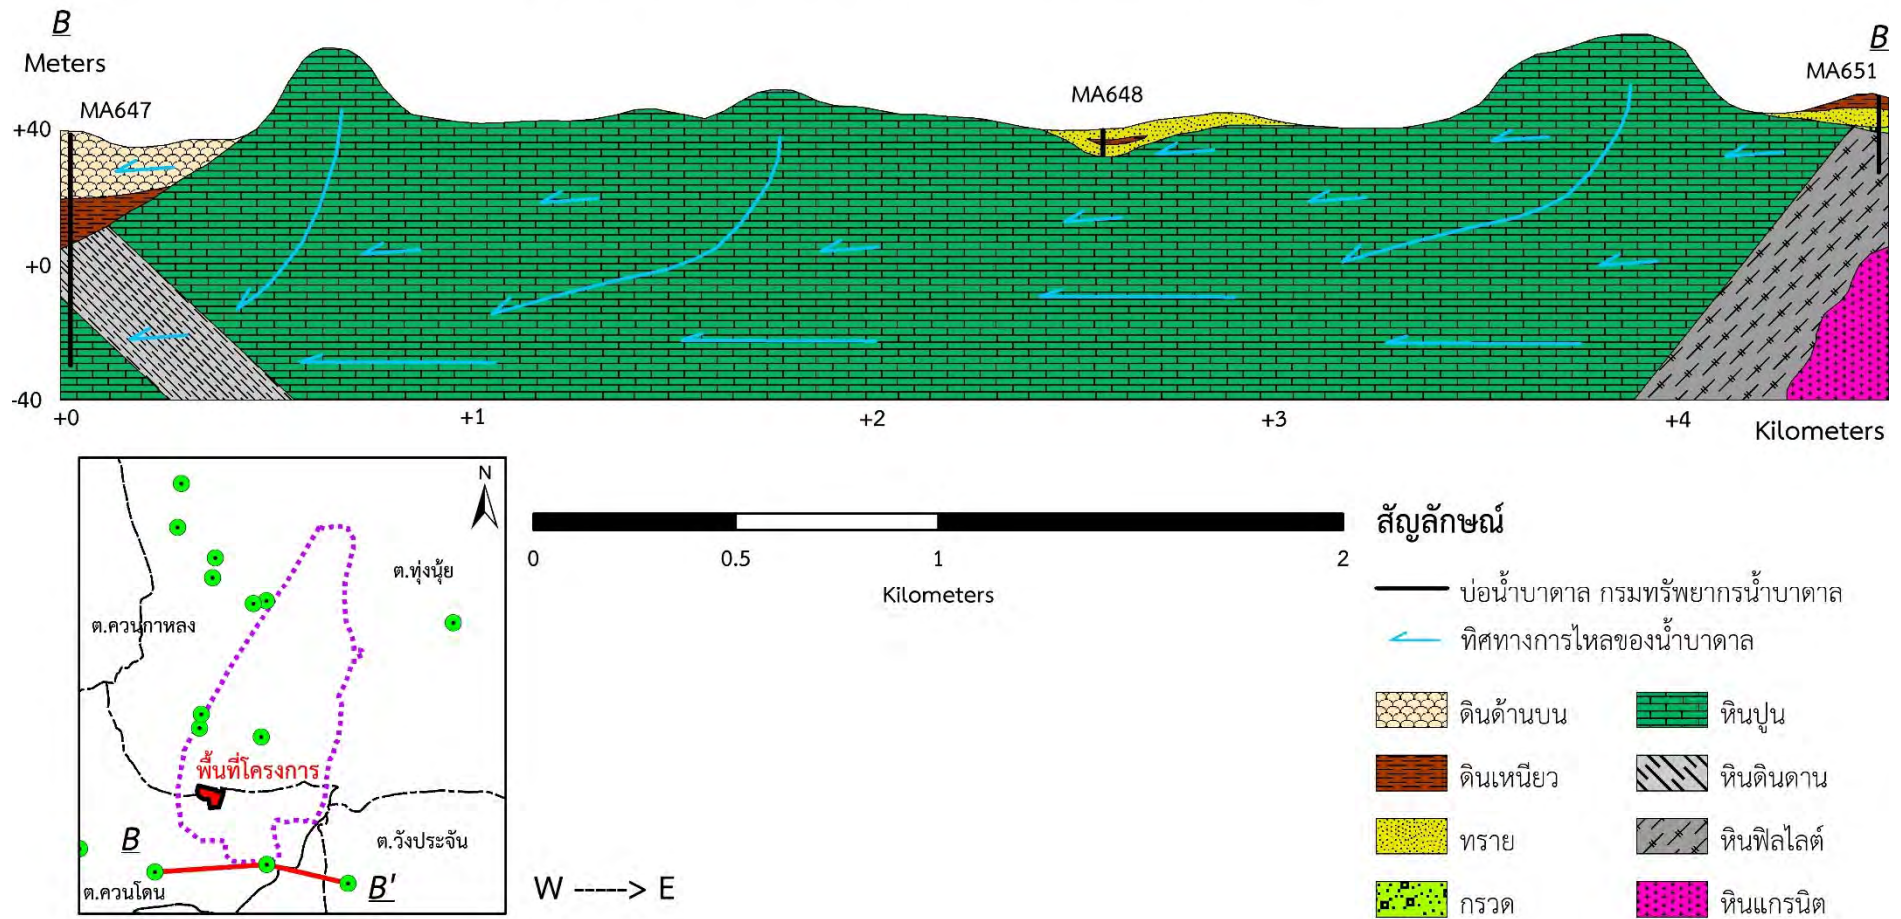 B
B
Meters
MA647
MA648
MA651
+40
+0
-40
+0
+1
+2
+3
+4
Kilometers
N
ต.ทุ่งนุ้ย
ต.ควนกาหลง
พื้นที่โครงการ
B
ต.วังประจัน
ต.ควนโดน
B'
0
0.5
1
2
Kilometers
W -----> E
สัญลักษณ์
บ่อน้ำบาดาล กรมทรัพยากรน้ำบาดาล
ทิศทางการไหลของน้ำบาดาล
ดินด้านบน
หินปูน
ดินเหนียว
หินดินดาน
ทราย
หินฟิลไลต์
กรวด
หินแกรนิต